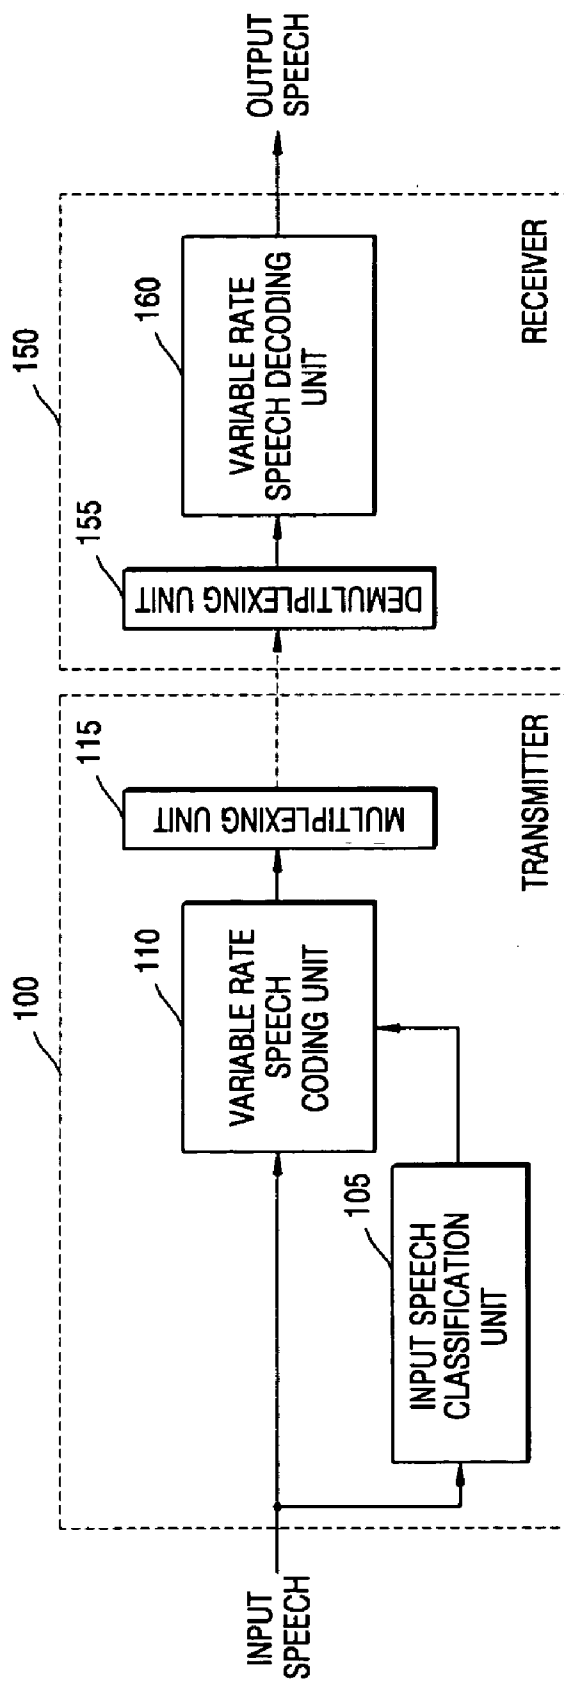 100
INPUT
SPEECH
105
INPUT SPEECH
CLASSIFICATION
UNIT
110
VARIABLE RATE
SPEECH
CODING UNIT
115
MULTIPLEXING UNIT
TRANSMITTER
150
155
DEMULTIPLEXING UNIT
160
VARIABLE RATE
SPEECH DECODING
UNIT
RECEIVER
OUTPUT
SPEECH